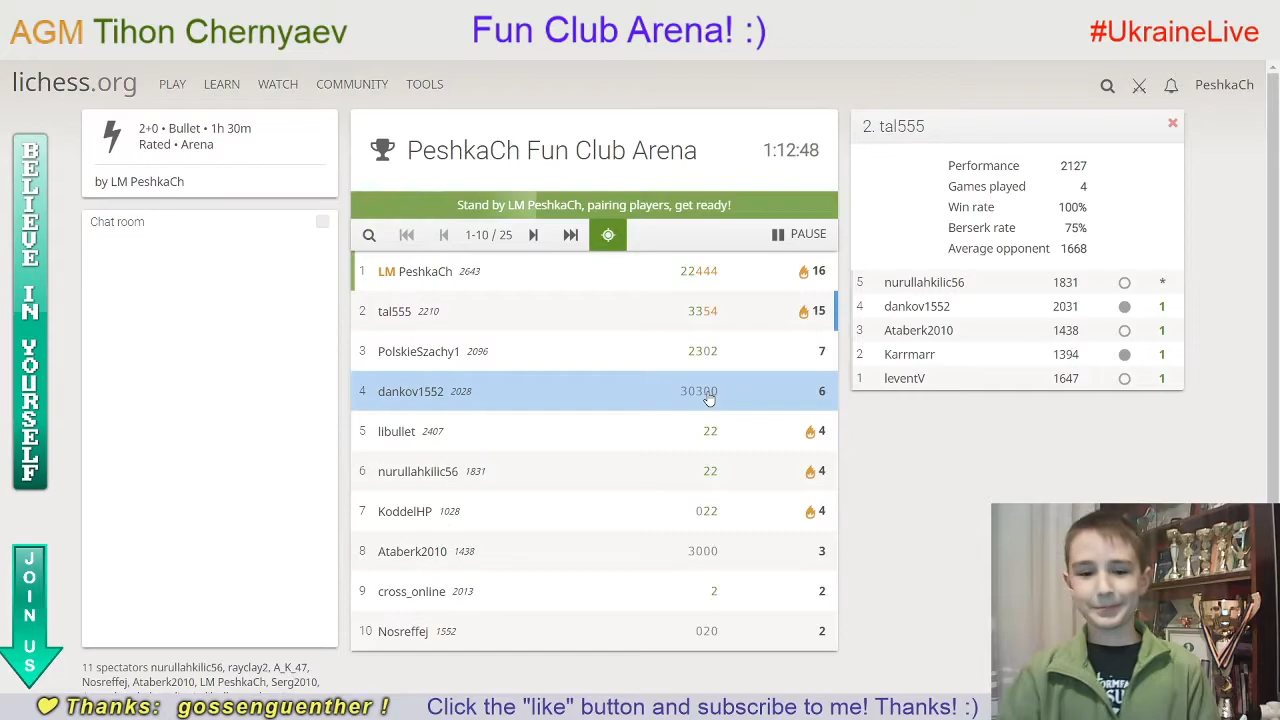 AGM Tihon Chernyaev
Fun Club Arena! :)
#UkraineLive
lichess.org
PLAY LEARN WATCH COMMUNITY TOOLS
PeshkaCh
BELIEVE IN YOURSELF
JOIN US
2+0 • Bullet • 1h 30m
Rated • Arena
by LM PeshkaCh
Chat room
11 spectators nurullahkilic56, rayclay2, A_K_47,
Nosreffej, Ataberk2010, LM PeshkaCh, Serg2010,
PeshkaCh Fun Club Arena 1:12:48
Stand by LM PeshkaCh, pairing players, get ready!
1-10 / 25 PAUSE
1 LM PeshkaCh 2643 22444 16
2 tal555 2210 3354 15
3 PolskieSzachy1 2096 2302 7
4 dankov1552 2028 30300 6
5 libullet 2407 22 4
6 nurullahkilic56 1831 22 4
7 KoddelHP 1028 022 4
8 Ataberk2010 1438 3000 3
9 cross_online 2013 2 2
10 Nosreffej 1552 020 2
2. tal555
Performance 2127
Games played 4
Win rate 100%
Berserk rate 75%
Average opponent 1668
5 nurullahkilic56 1831 *
4 dankov1552 2031 1
3 Ataberk2010 1438 1
2 Karrmarr 1394 1
1 leventV 1647 1
Thanks: gossenguenther !
Click the "like" button and subscribe to me! Thanks! :)